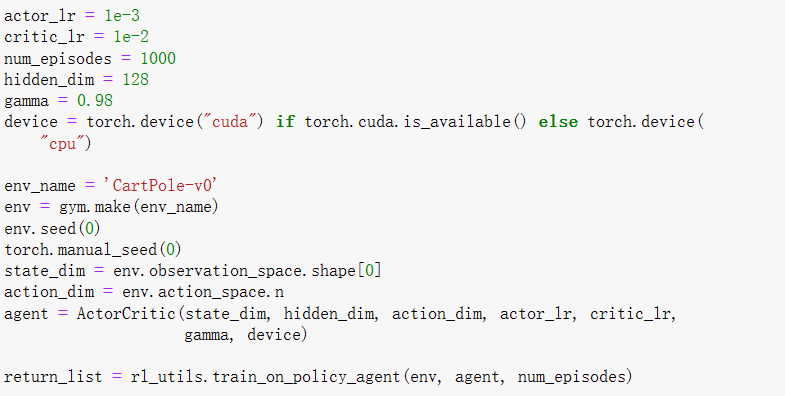 actor_lr = 1e-3
critic_lr = 1e-2
num_episodes = 1000
hidden_dim = 128
gamma = 0.98
device = torch.device("cuda") if torch.cuda.is_available() else torch.device(
    "cpu")
env_name = 'CartPole-v0'
env = gym.make(env_name)
env.seed(0)
torch.manual_seed(0)
state_dim = env.observation_space.shape[0]
action_dim = env.action_space.n
agent = ActorCritic(state_dim, hidden_dim, action_dim, actor_lr, critic_lr,
                    gamma, device)
return_list = rl_utils.train_on_policy_agent(env, agent, num_episodes)